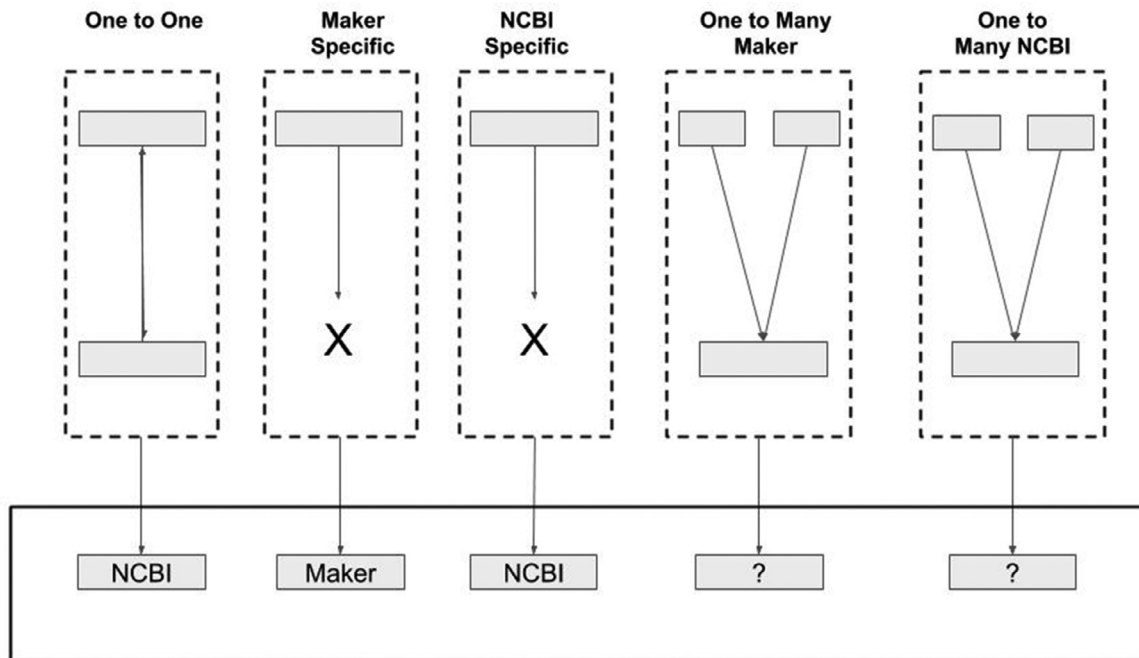 One to One
Maker
Specific
NCBI
Specific
One to Many
Maker
One to
Many NCBI
X
X
NCBI
Maker
NCBI
?
?